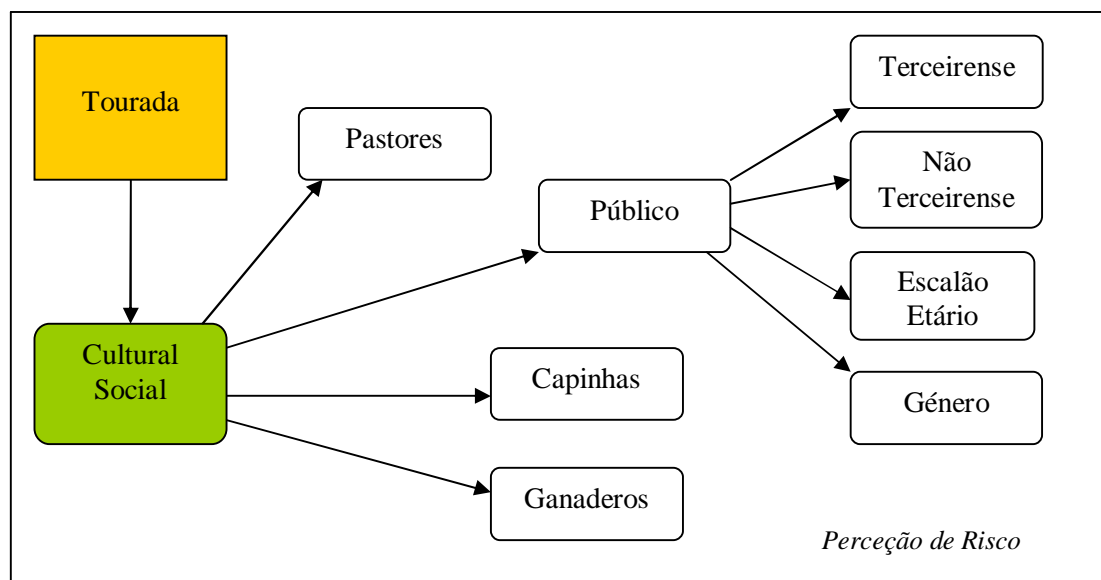 Tourada
Pastores
Terceirense
Não
Terceirense
Público
Escalão
Etário
Género
Cultural
Social
Capinhas
Ganaderos
Perceção de Risco